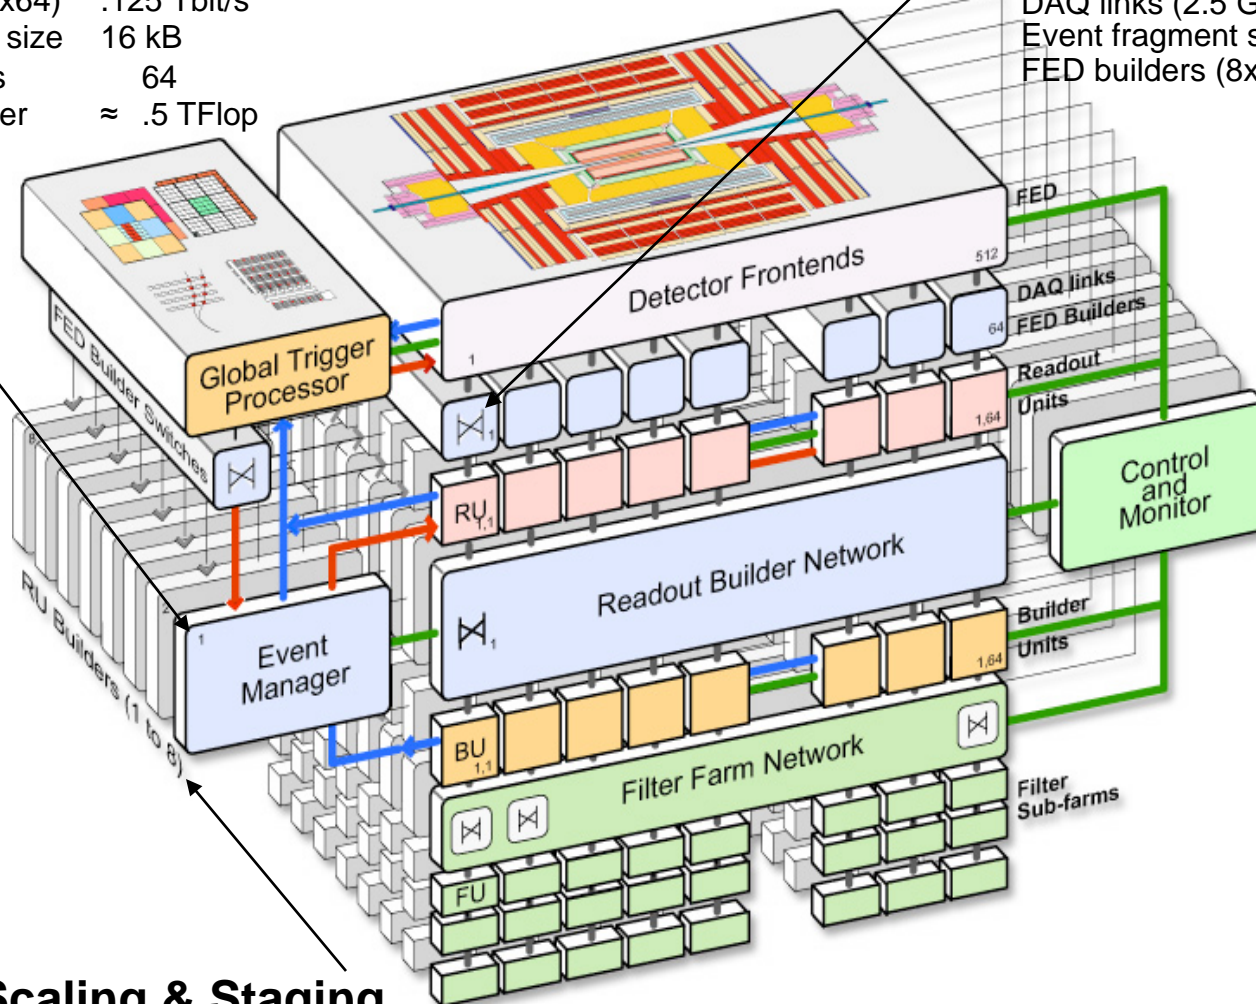 x64) .125 Tbit/s
size 16 kB
s 64
er ≈ .5 TFlop
DAQ links (2.5 G
Event fragment s
FED builders (8x
FED
512
Detector Frontends
1
DAQ links
FED Builders
64
Global Trigger
Processor
FED Builder Switches
1
Readout
Units
1,64
RU
1,1
Control
and
Monitor
Readout Builder Network
1
8
2
RU Builders (1 to 8)
1
Event
Manager
Builder
Units
1,64
BU
1,1
Filter Farm Network
Filter
Sub-farms
FU
Scaling & Staging